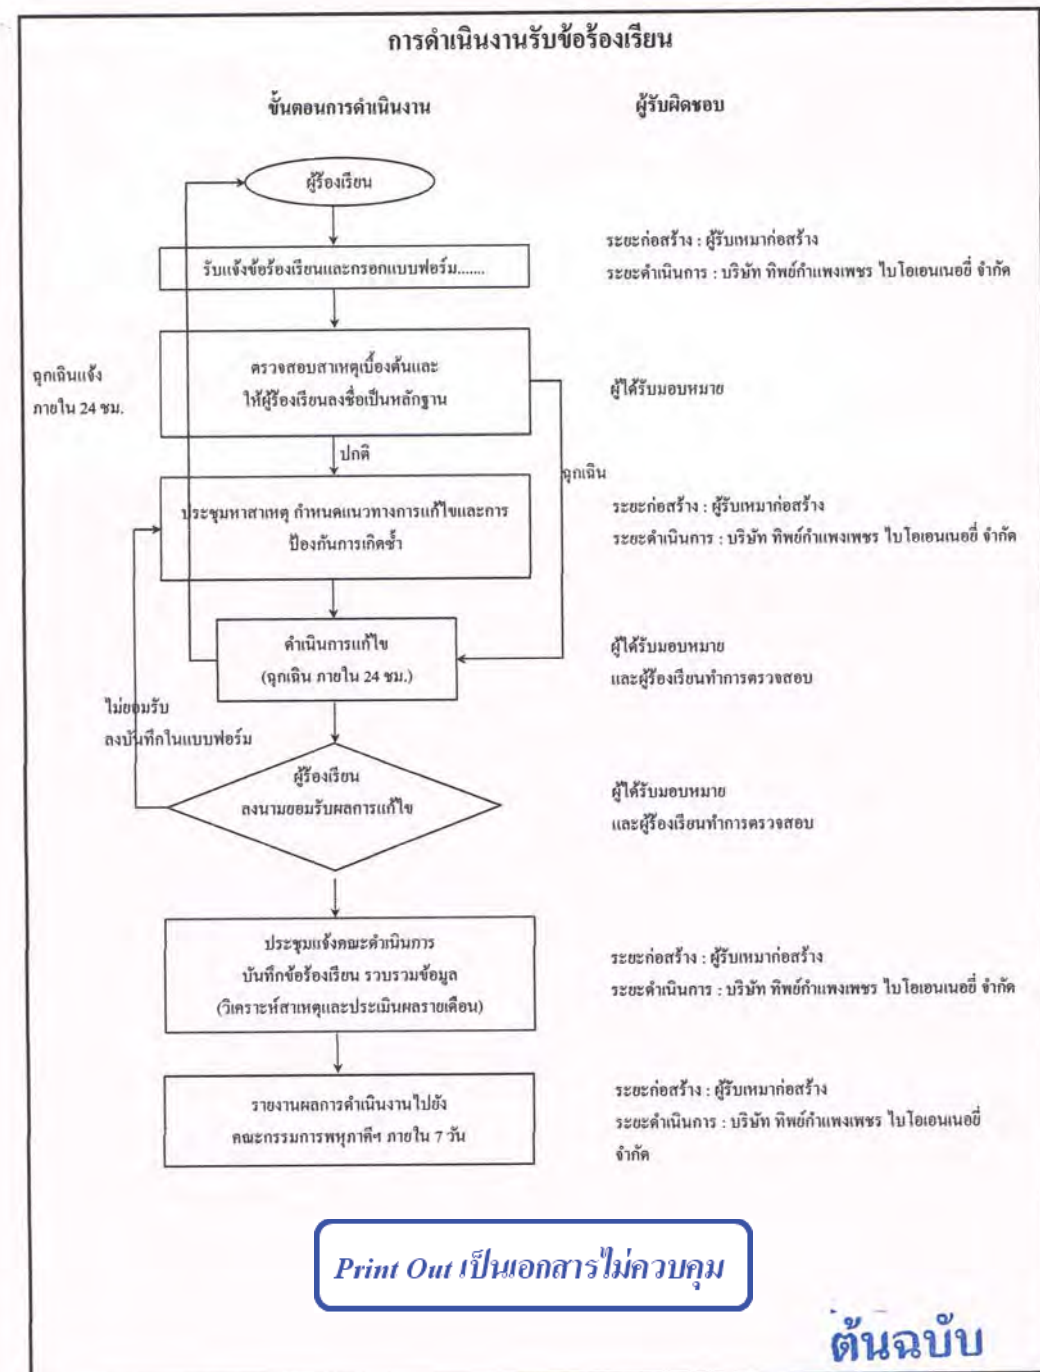 การดำเนินงานรับข้อร้องเรียน
ขั้นตอนการดำเนินงาน
ผู้รับผิดชอบ
ผู้ร้องเรียน
รับแจ้งข้อร้องเรียนและกรอกแบบฟอร์ม.......
ระยะก่อสร้าง : ผู้รับเหมาก่อสร้าง
ระยะดำเนินการ : บริษัท ทิพย์กำแพงเพชร ไบโอเอนเนอยี่ จำกัด
ฉุกเฉินแจ้ง
ภายใน 24 ชม.
ตรวจสอบสาเหตุเบื้องต้นและ
ให้ผู้ร้องเรียนลงชื่อเป็นหลักฐาน
ผู้ได้รับมอบหมาย
ปกติ
ฉุกเฉิน
ประชุมหาสาเหตุ กำหนดแนวทางการแก้ไขและการ
ป้องกันการเกิดซ้ำ
ระยะก่อสร้าง : ผู้รับเหมาก่อสร้าง
ระยะดำเนินการ : บริษัท ทิพย์กำแพงเพชร ไบโอเอนเนอยี่ จำกัด
ดำเนินการแก้ไข
(ฉุกเฉิน ภายใน 24 ชม.)
ผู้ได้รับมอบหมาย
และผู้ร้องเรียนทำการตรวจสอบ
ไม่ยอมรับ
ลงบันทึกในแบบฟอร์ม
ผู้ร้องเรียน
ลงนามยอมรับผลการแก้ไข
ผู้ได้รับมอบหมาย
และผู้ร้องเรียนทำการตรวจสอบ
ประชุมแจ้งคณะดำเนินการ
บันทึกข้อร้องเรียน รวบรวมข้อมูล
(วิเคราะห์สาเหตุและประเมินผลรายเดือน)
ระยะก่อสร้าง : ผู้รับเหมาก่อสร้าง
ระยะดำเนินการ : บริษัท ทิพย์กำแพงเพชร ไบโอเอนเนอยี่ จำกัด
รายงานผลการดำเนินงานไปยัง
คณะกรรมการพหุภาคีฯ ภายใน 7 วัน
ระยะก่อสร้าง : ผู้รับเหมาก่อสร้าง
ระยะดำเนินการ : บริษัท ทิพย์กำแพงเพชร ไบโอเอนเนอยี่
จำกัด
Print Out เป็นเอกสารไม่ควบคุม
ต้นฉบับ